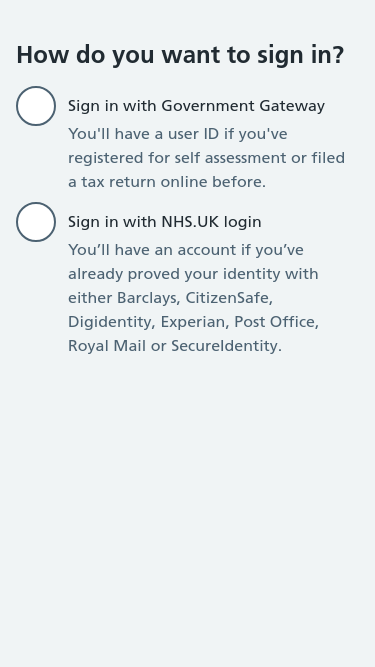 How do you want to sign in?
Sign in with Government Gateway
You'll have a user ID if you've
registered for self assessment or filed
a tax return online before.
Sign in with NHS.UK login
You’ll have an account if you’ve
already proved your identity with
either Barclays, CitizenSafe,
Digidentity, Experian, Post Office,
Royal Mail or SecureIdentity.